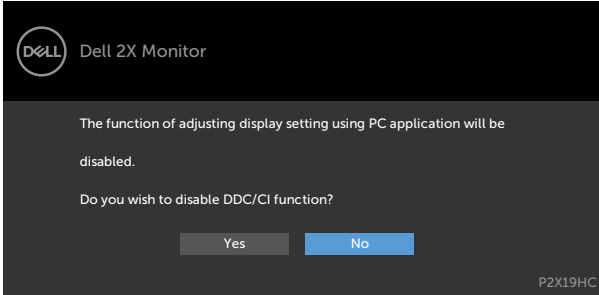 DELL
Dell 2X Monitor
The function of adjusting display setting using PC application will be
disabled.
Do you wish to disable DDC/CI function?
Yes No
P2X19HC